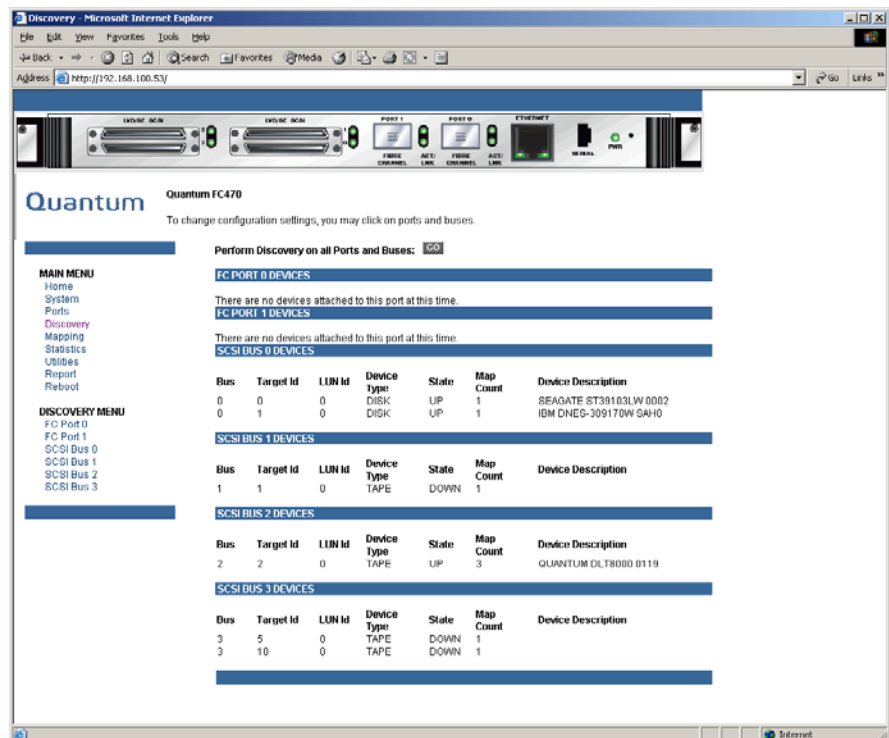 Discovery - Microsoft Internet Explorer
File Edit View Favorites Tools Help
Back Search Favorites Media
Address http://192.168.100.53/ Go Links »
LVD/SE SCSI LVD/SE SCSI PORT 1 PORT 0 ETHERNET
FIBRE CHANNEL ACT/ LNK FIBRE CHANNEL ACT/ LNK SERIAL PWR
Quantum
Quantum FC470
To change configuration settings, you may click on ports and buses.
Perform Discovery on all Ports and Buses: GO
MAIN MENU
Home
System
Ports
Discovery
Mapping
Statistics
Utilities
Report
Reboot
DISCOVERY MENU
FC Port 0
FC Port 1
SCSI Bus 0
SCSI Bus 1
SCSI Bus 2
SCSI Bus 3
FC PORT 0 DEVICES
There are no devices attached to this port at this time.
FC PORT 1 DEVICES
There are no devices attached to this port at this time.
SCSI BUS 0 DEVICES
Bus Target Id LUN Id Device Type State Map Count Device Description
0 0 0 DISK UP 1 SEAGATE ST39103LW 0002
0 1 0 DISK UP 1 IBM DNES-309170W SAH0
SCSI BUS 1 DEVICES
Bus Target Id LUN Id Device Type State Map Count Device Description
1 1 0 TAPE DOWN 1
SCSI BUS 2 DEVICES
Bus Target Id LUN Id Device Type State Map Count Device Description
2 2 0 TAPE UP 3 QUANTUM DLT8000 0119
SCSI BUS 3 DEVICES
Bus Target Id LUN Id Device Type State Map Count Device Description
3 5 0 TAPE DOWN 1
3 10 0 TAPE DOWN 1
Internet